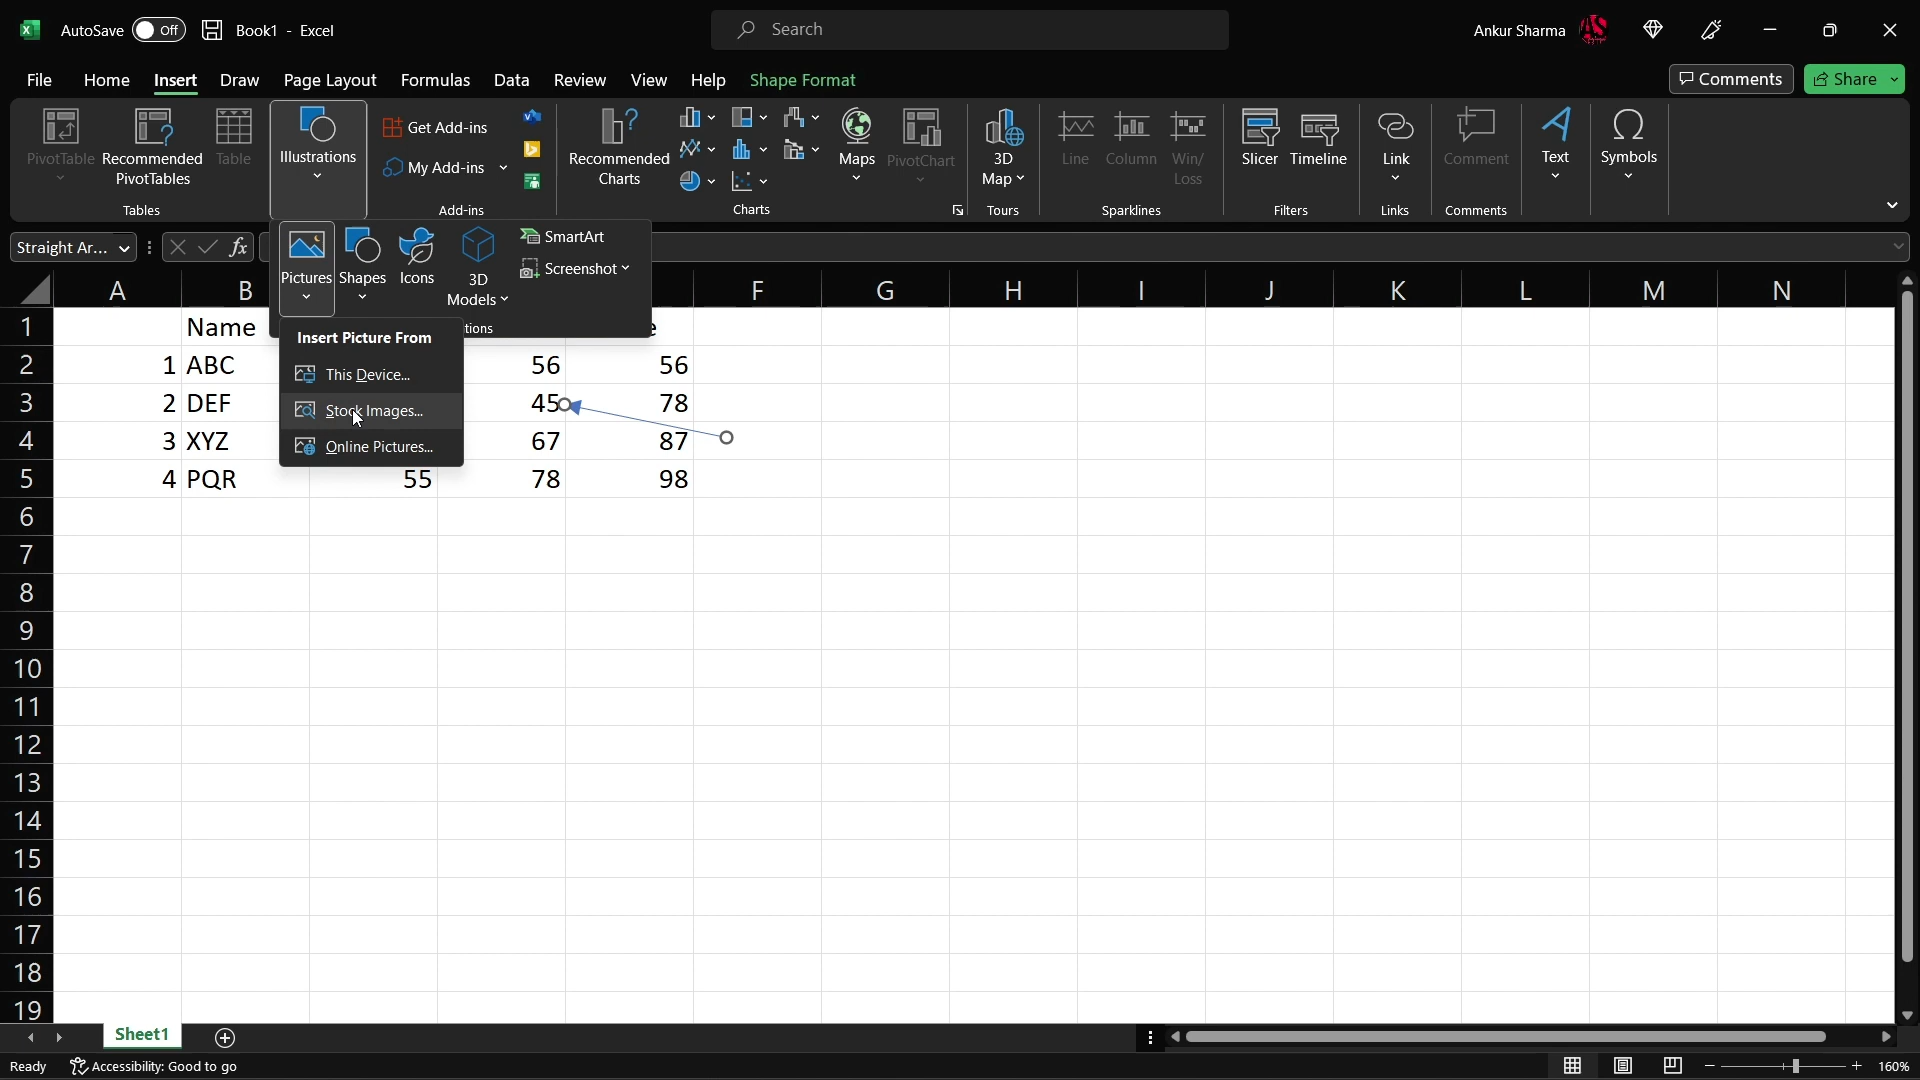 AutoSave Off Book1 - Excel Search Ankur Sharma
File Home Insert Draw Page Layout Formulas Data Review View Help Shape Format Comments Share
PivotTable Recommended PivotTables Table
Tables
Illustrations
Get Add-ins
My Add-ins
Add-ins
Recommended Charts
Maps PivotChart
Charts
3D Map
Tours
Line Column Win/Loss
Sparklines
Slicer Timeline
Filters
Link
Links
Comment
Comments
Text
Symbols
Straight Ar... fx
Pictures Shapes Icons 3D Models
SmartArt
Screenshot
tions
Insert Picture From
This Device...
Stock Images...
Online Pictures...
A B F G H I J K L M N
1 Name e
2 1 ABC 56 56
3 2 DEF 45 78
4 3 XYZ 67 87
5 4 PQR 55 78 98
6
7
8
9
10
11
12
13
14
15
16
17
18
19
Sheet1
Ready Accessibility: Good to go 160%